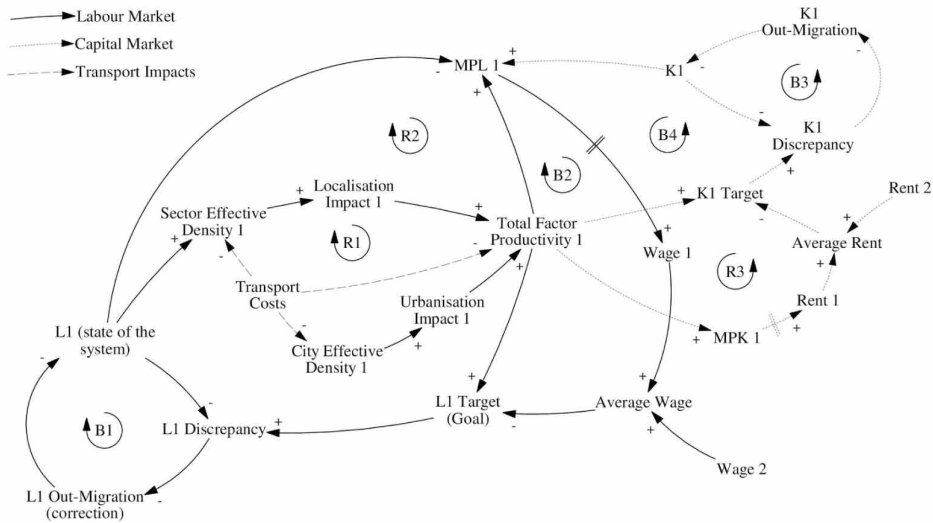 Labour Market
Capital Market
Transport Impacts
K1
Out-Migration
MPL 1
K1
B3
R2
B4
K1
Discrepancy
B2
Localisation
Impact 1
K1 Target
Rent 2
Sector Effective
Density 1
R1
Total Factor
Productivity 1
Wage 1
Average Rent
R3
Transport
Costs
Urbanisation
Impact 1
Rent 1
L1 (state of the
system)
MPK 1
City Effective
Density 1
L1 Target
(Goal)
Average Wage
B1
L1 Discrepancy
Wage 2
L1 Out-Migration
(correction)